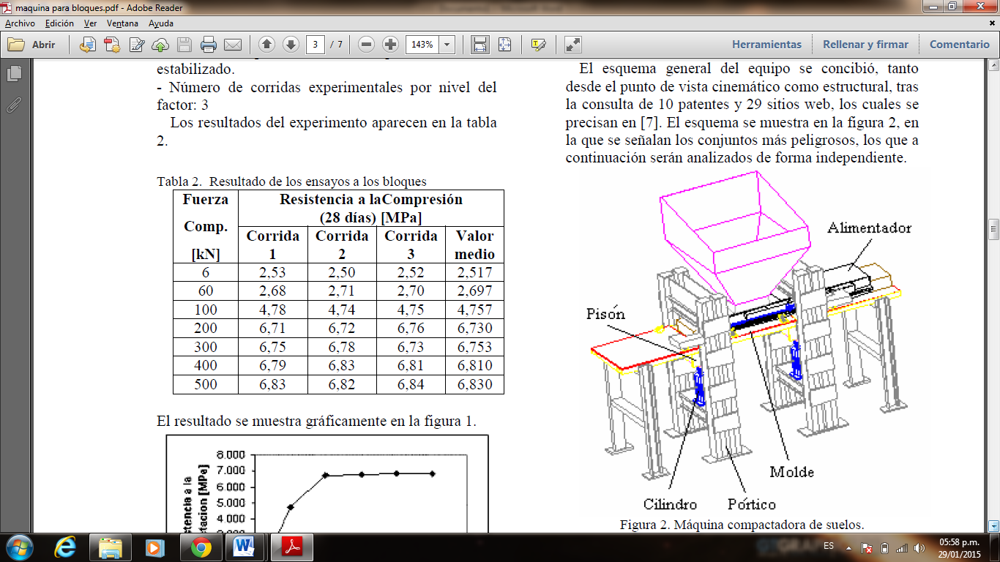 maquina para bloques.pdf - Adobe Reader
Archivo Edición Ver Ventana Ayuda
Abrir
3 / 7
143%
Herramientas Rellenar y firmar Comentario
estabilizado.
- Número de corridas experimentales por nivel del
factor: 3
Los resultados del experimento aparecen en la tabla
2.
Tabla 2. Resultado de los ensayos a los bloques
Fuerza
Comp.
[kN]
Resistencia a laCompresión
(28 días) [MPa]
Corrida 1 Corrida 2 Corrida 3 Valor medio
6 2,53 2,50 2,52 2,517
60 2,68 2,71 2,70 2,697
100 4,78 4,74 4,75 4,757
200 6,71 6,72 6,76 6,730
300 6,75 6,78 6,73 6,753
400 6,79 6,83 6,81 6,810
500 6,83 6,82 6,84 6,830
El resultado se muestra gráficamente en la figura 1.
8.000
7.000
6.000
5.000
4 000
[MPa]
El esquema general del equipo se concibió, tanto
desde el punto de vista cinemático como estructural, tras
la consulta de 10 patentes y 29 sitios web, los cuales se
precisan en [7]. El esquema se muestra en la figura 2, en
la que se señalan los conjuntos más peligrosos, los que a
continuación serán analizados de forma independiente.
Alimentador
Pisón
Molde
Cilindro
Pórtico
Figura 2. Máquina compactadora de suelos.
ES
05:58 p.m.
29/01/2015